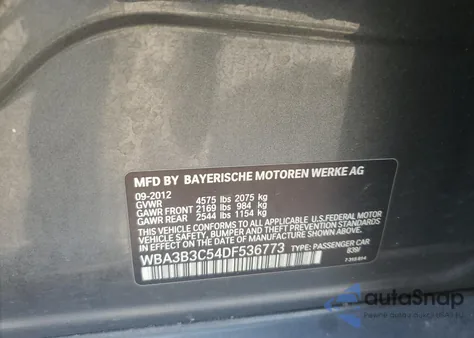 MFD BY BAYERISCHE MOTOREN WERKE AG
09-2012
GVWR 4575 lbs 2075 kg
GAWR FRONT 2169 lbs 984 kg
GAWR REAR 2544 lbs 1154 kg
THIS VEHICLE CONFORMS TO ALL APPLICABLE U.S.FEDERAL MOTOR
VEHICLE SAFETY, BUMPER, AND THEFT PREVENTION STANDARDS
IN EFFECT ON THE DATE OF MANUFACTURE SHOWN ABOVE.
WBA3B3C54DF536773 TYPE: PASSENGER CAR
839/
autoSnap